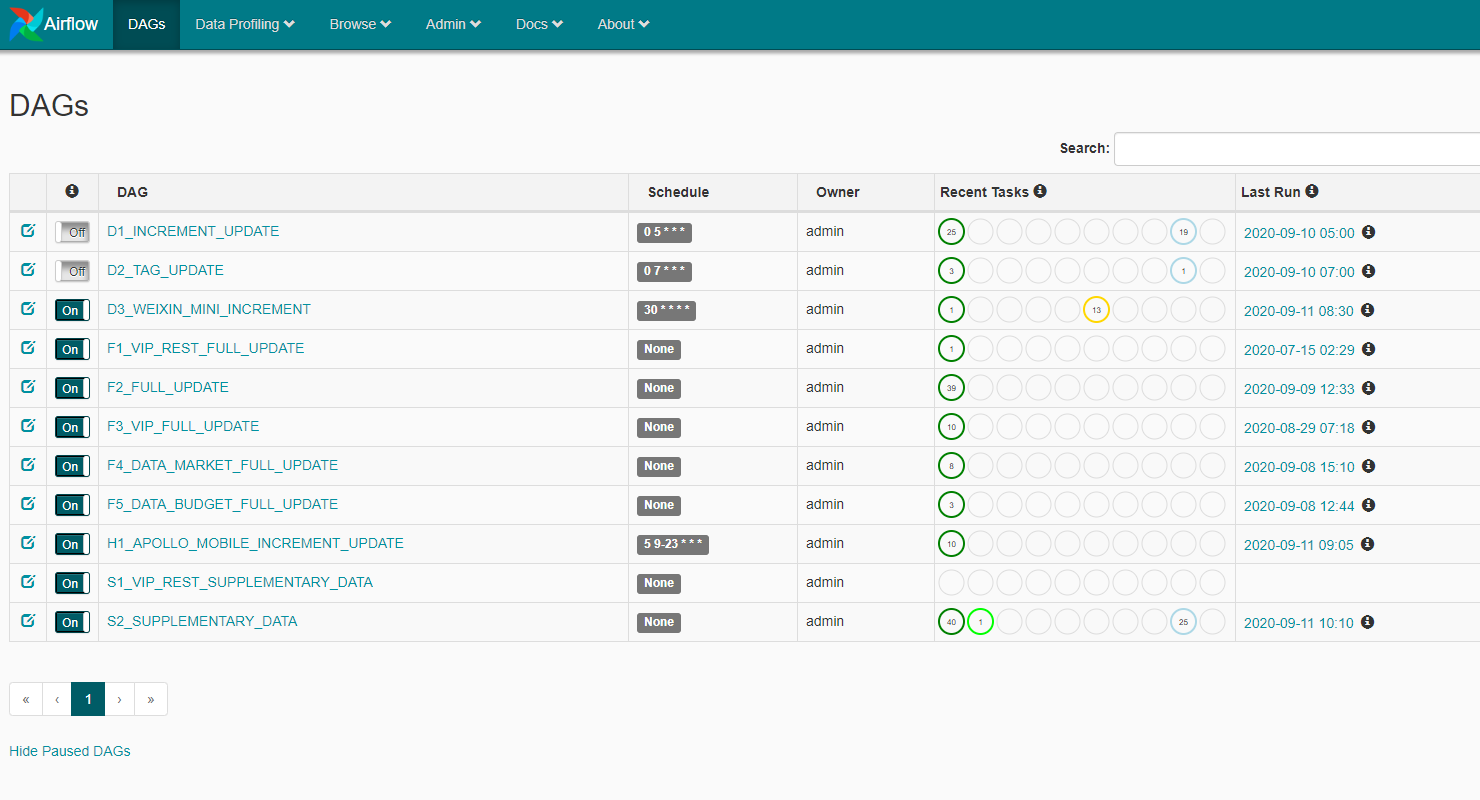 Airflow DAGs Data Profiling Browse Admin Docs About
DAGs
Search:
DAG Schedule Owner Recent Tasks Last Run
Off D1_INCREMENT_UPDATE 0 5 * * * admin 25 19 2020-09-10 05:00
Off D2_TAG_UPDATE 0 7 * * * admin 3 1 2020-09-10 07:00
On D3_WEIXIN_MINI_INCREMENT 30 * * * * admin 1 13 2020-09-11 08:30
On F1_VIP_REST_FULL_UPDATE None admin 1 2020-07-15 02:29
On F2_FULL_UPDATE None admin 39 2020-09-09 12:33
On F3_VIP_FULL_UPDATE None admin 10 2020-08-29 07:18
On F4_DATA_MARKET_FULL_UPDATE None admin 8 2020-09-08 15:10
On F5_DATA_BUDGET_FULL_UPDATE None admin 3 2020-09-08 12:44
On H1_APOLLO_MOBILE_INCREMENT_UPDATE 5 9-23 * * * admin 10 2020-09-11 09:05
On S1_VIP_REST_SUPPLEMENTARY_DATA None admin
On S2_SUPPLEMENTARY_DATA None admin 40 1 25 2020-09-11 10:10
« ‹ 1 › »
Hide Paused DAGs